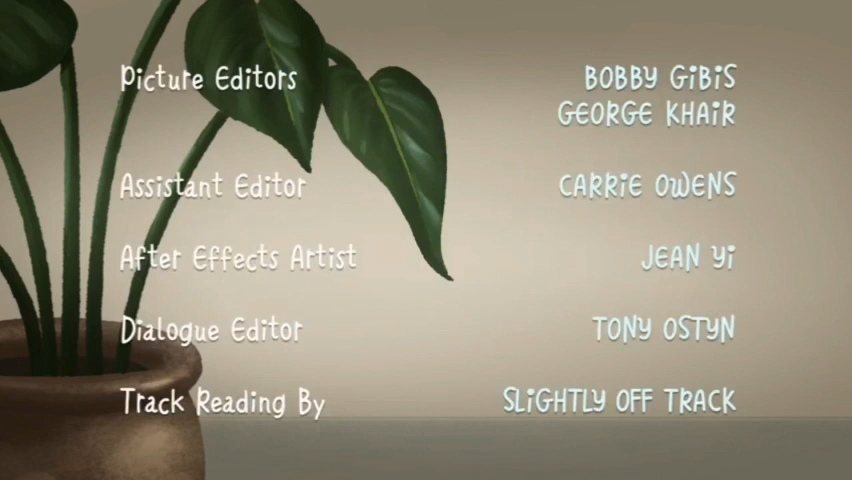 Picture Editors BOBBY GIBIS
GEORGE KHAIR
Assistant Editor CARRIE OWENS
After Effects Artist JEAN YI
Dialogue Editor TONY OSTYN
Track Reading By SLIGHTLY OFF TRACK